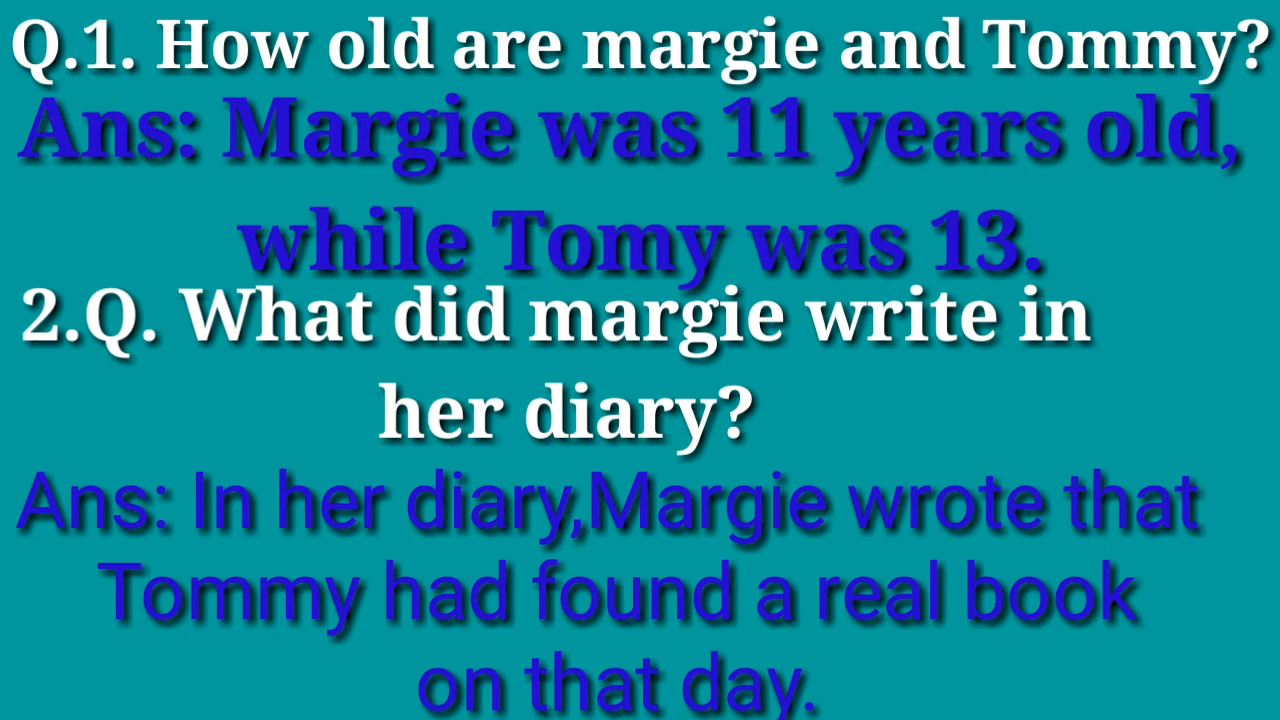 Q.1. How old are margie and Tommy?
Ans: Margie was 11 years old,
while Tomy was 13.
2.Q. What did margie write in
her diary?
Ans: In her diary,Margie wrote that
Tommy had found a real book
on that day.